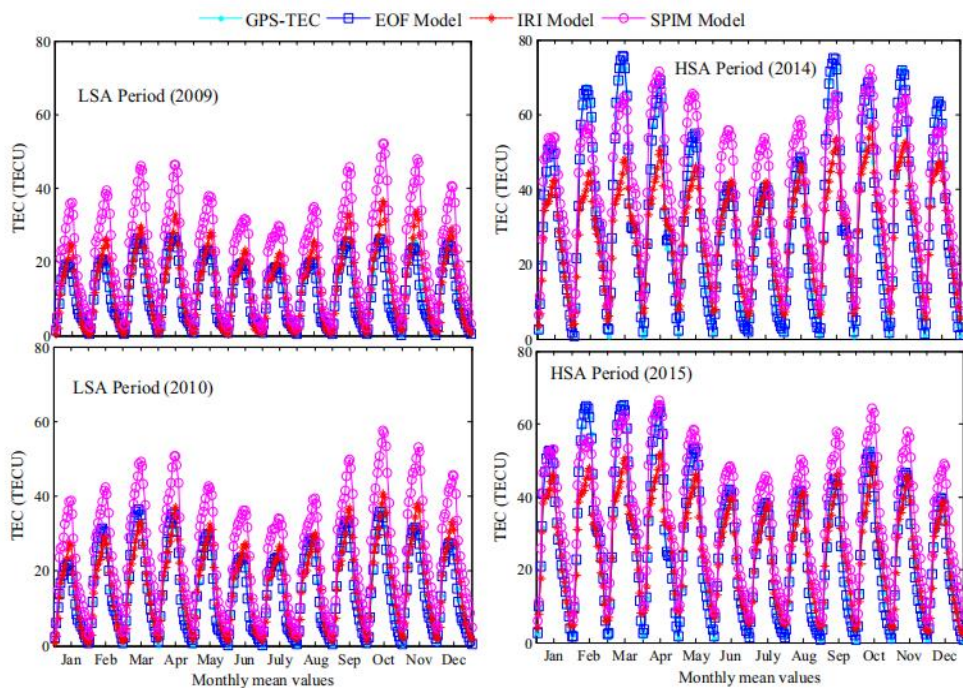 GPS-TEC EOF Model IRI Model SPIM Model
80
60
40
20
0
TEC (TECU)
LSA Period (2009)
80
60
40
20
0
TEC (TECU)
HSA Period (2014)
80
60
40
20
0
TEC (TECU)
LSA Period (2010)
Jan Feb Mar Apr May Jun July Aug Sep Oct Nov Dec
Monthly mean values
80
60
40
20
0
TEC (TECU)
HSA Period (2015)
Jan Feb Mar Apr May Jun July Aug Sep Oct Nov Dec
Monthly mean values